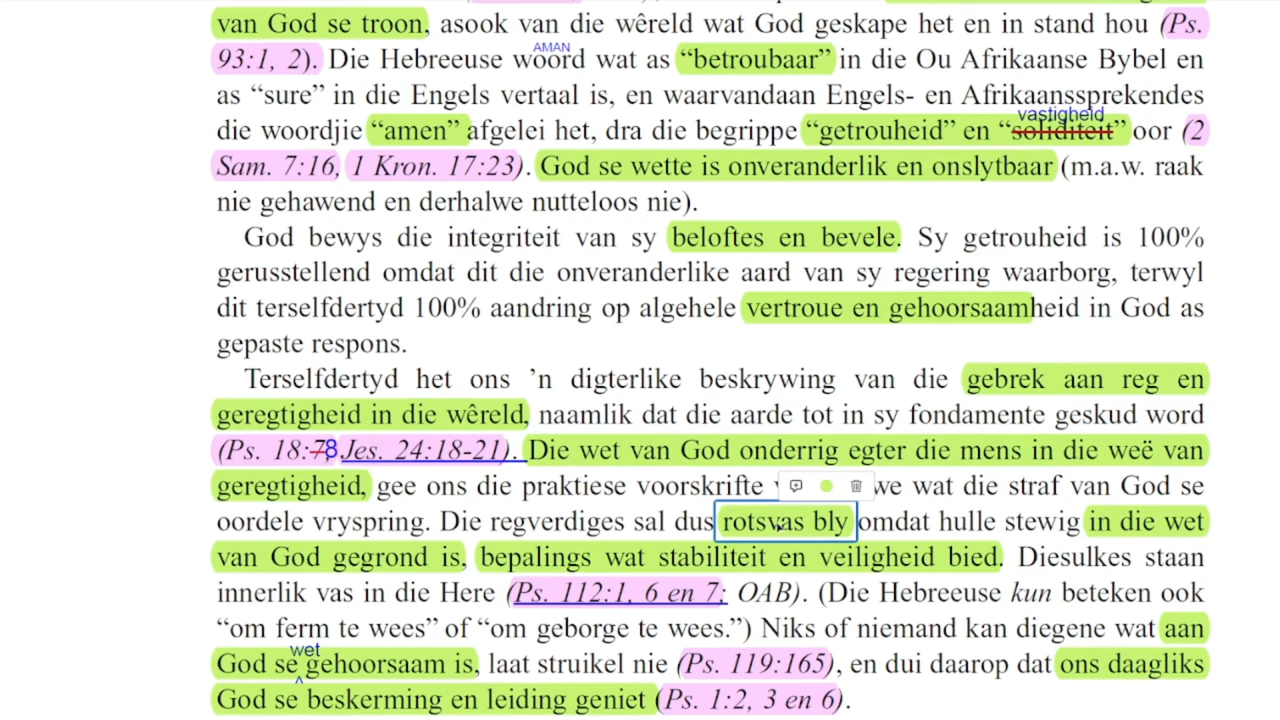 van God se troon, asook van die wêreld wat God geskape het en in stand hou (Ps.
AMAN
93:1, 2). Die Hebreeuse woord wat as “betroubaar” in die Ou Afrikaanse Bybel en
as “sure” in die Engels vertaal is, en waarvandaan Engels- en Afrikaanssprekendes
vastigheid
die woordjie “amen” afgelei het, dra die begrippe “getrouheid” en “soliditeit” oor (2
Sam. 7:16, 1 Kron. 17:23). God se wette is onveranderlik en onslytbaar (m.a.w. raak
nie gehawend en derhalwe nutteloos nie).
God bewys die integriteit van sy beloftes en bevele. Sy getrouheid is 100%
gerusstellend omdat dit die onveranderlike aard van sy regering waarborg, terwyl
dit terselfdertyd 100% aandring op algehele vertroue en gehoorsaamheid in God as
gepaste respons.
Terselfdertyd het ons ’n digterlike beskrywing van die gebrek aan reg en
geregtigheid in die wêreld, naamlik dat die aarde tot in sy fondamente geskud word
(Ps. 18:7, 8 Jes. 24:18-21). Die wet van God onderrig egter die mens in die weë van
geregtigheid, gee ons die praktiese voorskrifte we wat die straf van God se
oordele vryspring. Die regverdiges sal dus rotsvas bly omdat hulle stewig in die wet
van God gegrond is, bepalings wat stabiliteit en veiligheid bied. Diesulkes staan
innerlik vas in die Here (Ps. 112:1, 6 en 7; OAB). (Die Hebreeuse kun beteken ook
“om ferm te wees” of “om geborge te wees.”) Niks of niemand kan diegene wat aan
wet
God se gehoorsaam is, laat struikel nie (Ps. 119:165), en dui daarop dat ons daagliks
^
God se beskerming en leiding geniet (Ps. 1:2, 3 en 6).